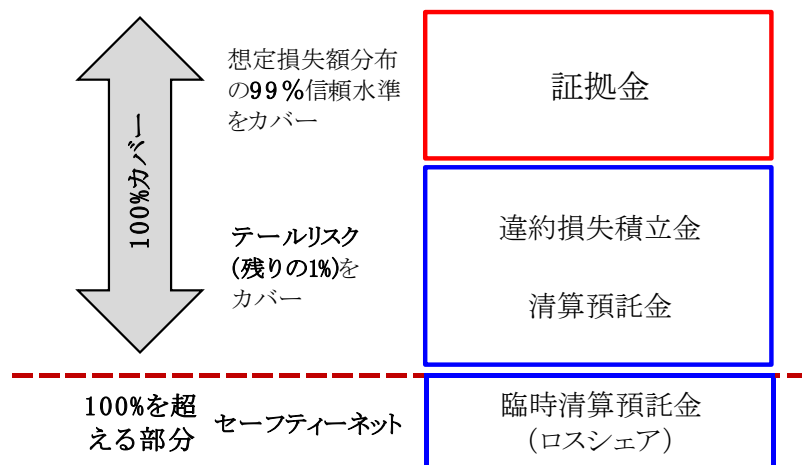 100%カバー
想定損失額分布
の99%信頼水準
をカバー
証拠金
テールリスク
(残りの1%)を
カバー
違約損失積立金
清算預託金
100%を超
える部分
セーフティーネット
臨時清算預託金
(ロスシェア)